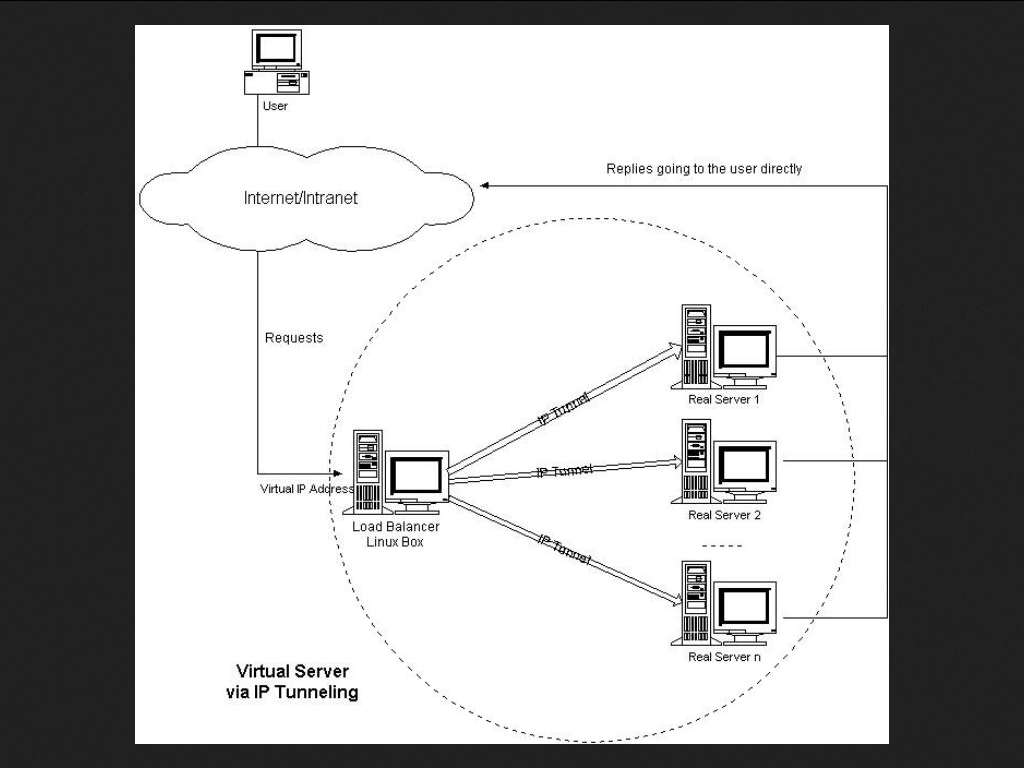 User
Replies going to the user directly
Internet/Intranet
Requests
IP Tunnel
Real Server 1
IP Tunnel
Virtual IP Address
Real Server 2
Load Balancer
Linux Box
IP Tunnel
Real Server n
Virtual Server
via IP Tunneling